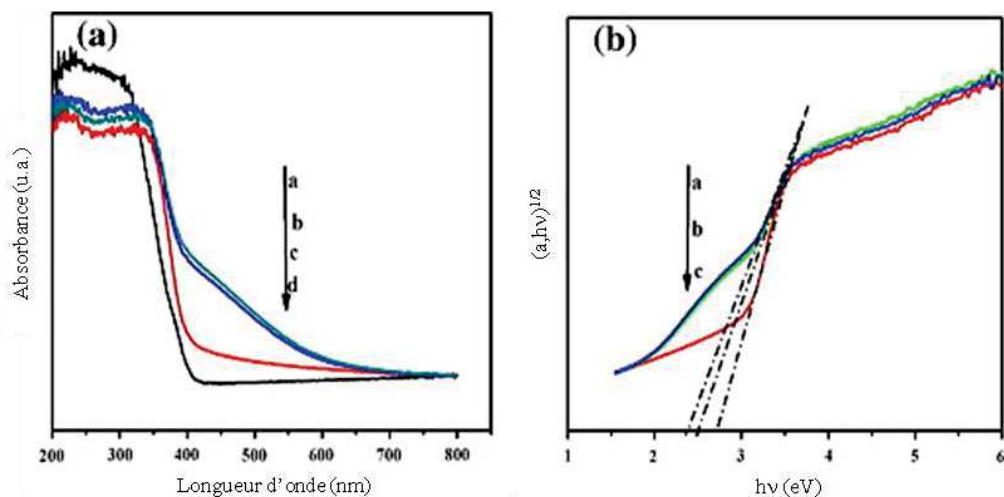 (a)
Absorbance (u.a.)
a
b
c
d
200 300 400 500 600 700 800
Longueur d'onde (nm)
(b)
(a,hν)1/2
a
b
c
1 2 3 4 5 6
hν (eV)